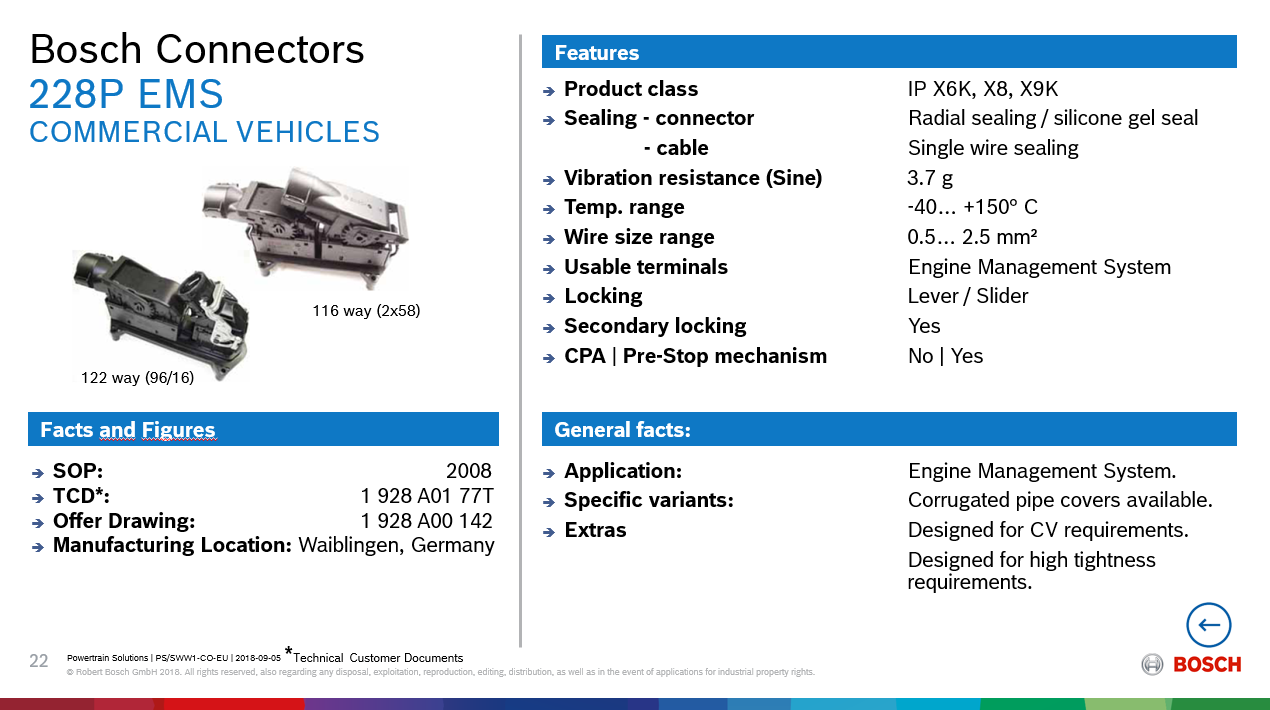 Bosch Connectors
228P EMS
COMMERCIAL VEHICLES
116 way (2x58)
122 way (96/16)
Facts and Figures
SOP: 2008
TCD*: 1 928 A01 77T
Offer Drawing: 1 928 A00 142
Manufacturing Location: Waiblingen, Germany
Features
Product class IP X6K, X8, X9K
Sealing - connector Radial sealing / silicone gel seal
- cable Single wire sealing
Vibration resistance (Sine) 3.7 g
Temp. range -40… +150° C
Wire size range 0.5… 2.5 mm²
Usable terminals Engine Management System
Locking Lever / Slider
Secondary locking Yes
CPA | Pre-Stop mechanism No | Yes
General facts:
Application: Engine Management System.
Specific variants: Corrugated pipe covers available.
Extras Designed for CV requirements.
Designed for high tightness
requirements.
22 Powertrain Solutions | PS/SWW1-CO-EU | 2018-09-05 *Technical Customer Documents
© Robert Bosch GmbH 2018. All rights reserved, also regarding any disposal, exploitation, reproduction, editing, distribution, as well as in the event of applications for industrial property rights.
BOSCH